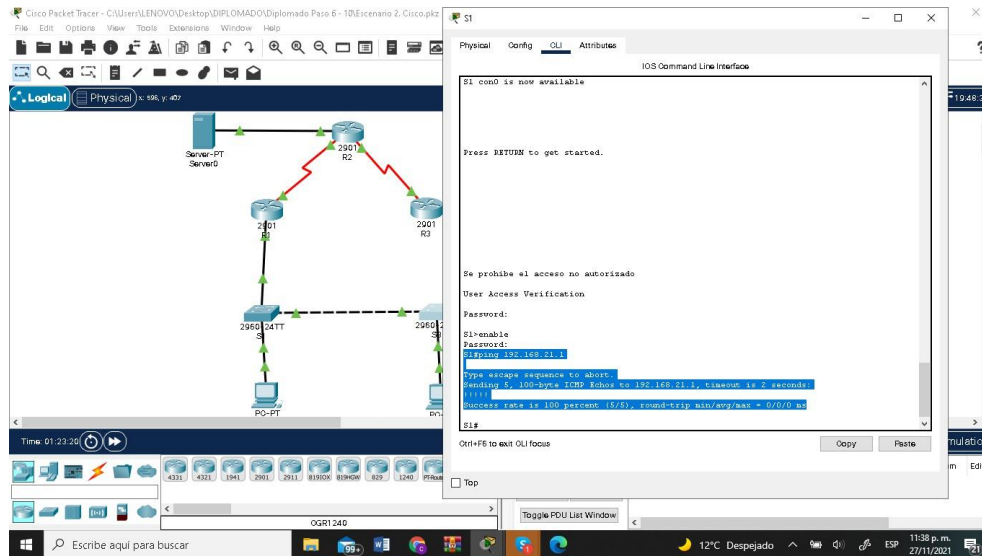 Cisco Packet Tracer - C:\Users\LENOVO\Desktop\DIPLOMADO\Diplomado Paso 6 - 10\Escenario 2. Cisco.pkz
File Edit Options View Tools Extensions Window Help
Logical
Physical
x: 596, y: 407
Server-PT
Server0
2901
R2
2901
R1
2901
R3
2960-24TT
S1
PC-PT
Time: 01:23:20
4331
4321
1941
2901
2911
819IOX
819HGW
829
1240
CGR1240
S1
Physical Config CLI Attributes
IOS Command Line Interface
S1 con0 is now available
Press RETURN to get started.
Se prohibe el acceso no autorizado
User Access Verification
Password:
S1>enable
Password:
S1#ping 192.168.21.1
Type escape sequence to abort.
Sending 5, 100-byte ICMP Echos to 192.168.21.1, timeout is 2 seconds:
!!!!!
Success rate is 100 percent (5/5), round-trip min/avg/max = 0/0/0 ms
S1#
Ctrl+F6 to exit CLI focus
Copy
Paste
Top
Toggle PDU List Window
Escribe aquí para buscar
99+
12°C Despejado
ESP
11:38 p. m.
27/11/2021
21